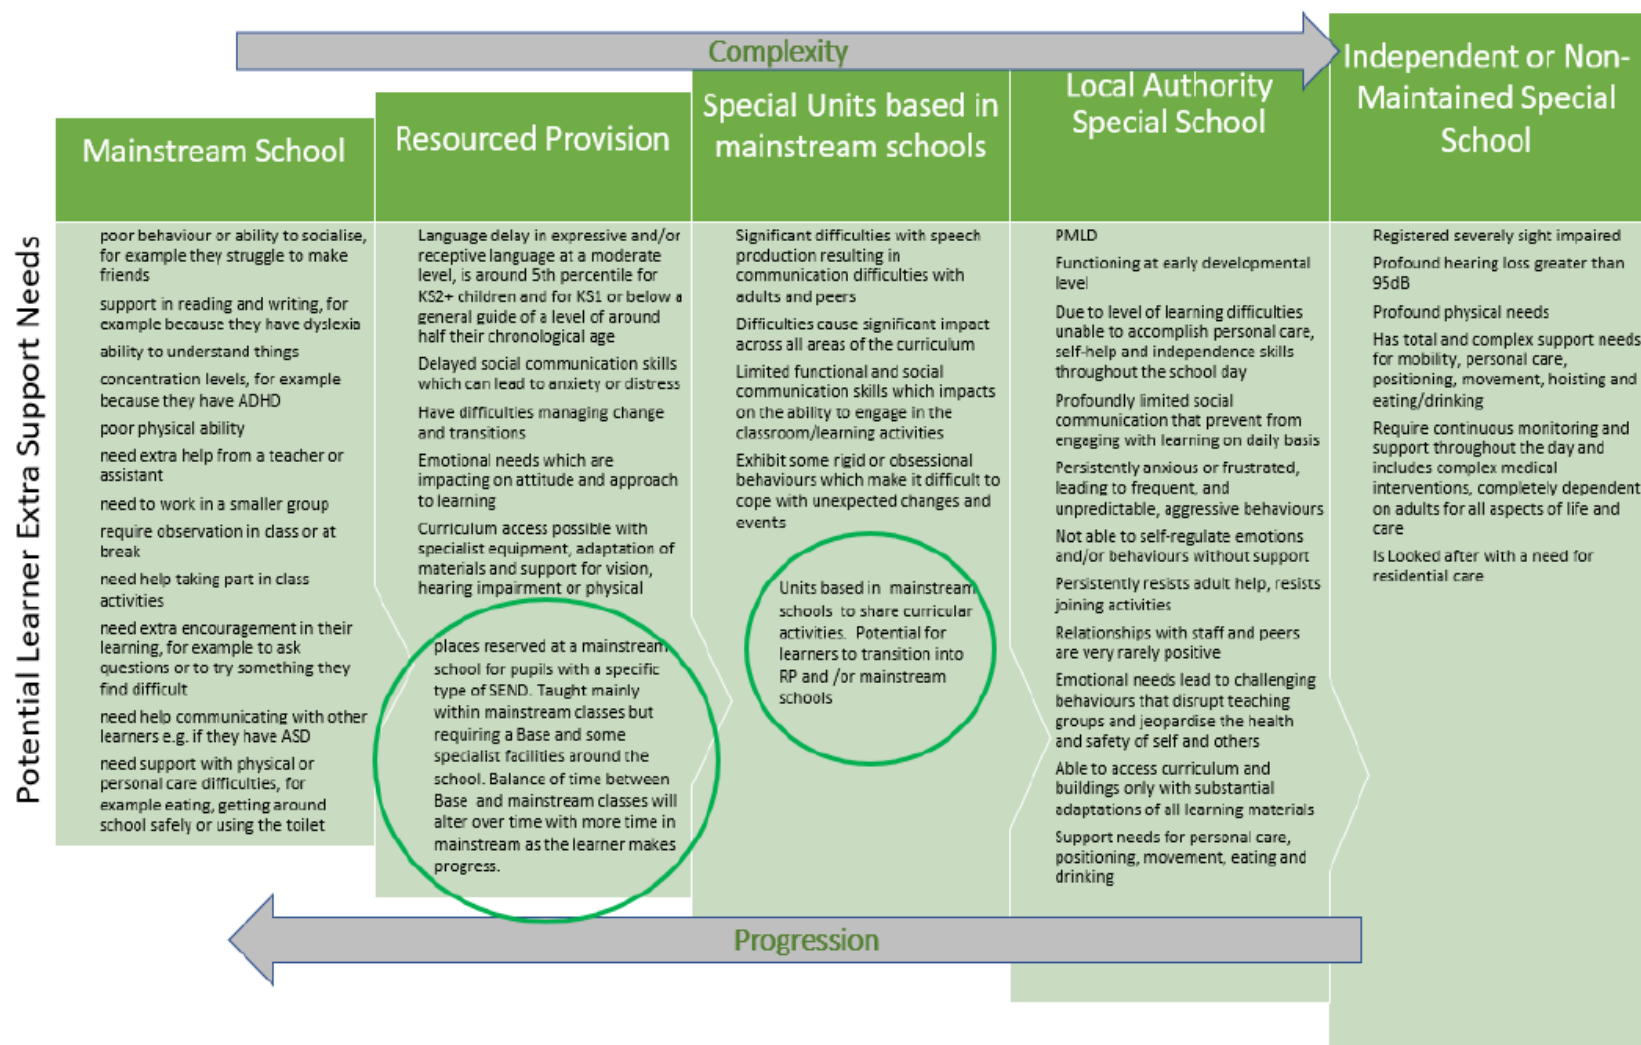 Complexity
Potential Learner Extra Support Needs
Mainstream School
poor behaviour or ability to socialise,
for example they struggle to make
friends
support in reading and writing, for
example because they have dyslexia
ability to understand things
concentration levels, for example
because they have ADHD
poor physical ability
need extra help from a teacher or
assistant
need to work in a smaller group
require observation in class or at
break
need help taking part in class
activities
need extra encouragement in their
learning, for example to ask
questions or to try something they
find difficult
need help communicating with other
learners e.g. if they have ASD
need support with physical or
personal care difficulties, for
example eating, getting around
school safely or using the toilet
Resourced Provision
Language delay in expressive and/or
receptive language at a moderate
level, is around 5th percentile for
KS2+ children and for KS1 or below a
general guide of a level of around
half their chronological age
Delayed social communication skills
which can lead to anxiety or distress
Have difficulties managing change
and transitions
Emotional needs which are
impacting on attitude and approach
to learning
Curriculum access possible with
specialist equipment, adaptation of
materials and support for vision,
hearing impairment or physical
places reserved at a mainstream
school for pupils with a specific
type of SEND. Taught mainly
within mainstream classes but
requiring a Base and some
specialist facilities around the
school. Balance of time between
Base and mainstream classes will
alter over time with more time in
mainstream as the learner makes
progress.
Special Units based in
mainstream schools
Significant difficulties with speech
production resulting in
communication difficulties with
adults and peers
Difficulties cause significant impact
across all areas of the curriculum
Limited functional and social
communication skills which impacts
on the ability to engage in the
classroom/learning activities
Exhibit some rigid or obsessional
behaviours which make it difficult to
cope with unexpected changes and
events
Units based in mainstream
schools to share curricular
activities. Potential for
learners to transition into
RP and /or mainstream
schools
Local Authority
Special School
PMLD
Functioning at early developmental
level
Due to level of learning difficulties
unable to accomplish personal care,
self-help and independence skills
throughout the school day
Profoundly limited social
communication that prevent from
engaging with learning on daily basis
Persistently anxious or frustrated,
leading to frequent, and
unpredictable, aggressive behaviours
Not able to self-regulate emotions
and/or behaviours without support
Persistently resists adult help, resists
joining activities
Relationships with staff and peers
are very rarely positive
Emotional needs lead to challenging
behaviours that disrupt teaching
groups and jeopardise the health
and safety of self and others
Able to access curriculum and
buildings only with substantial
adaptations of all learning materials
Support needs for personal care,
positioning, movement, eating and
drinking
Independent or Non-
Maintained Special
School
Registered severely sight impaired
Profound hearing loss greater than
95dB
Profound physical needs
Has total and complex support needs
for mobility, personal care,
positioning, movement, hoisting and
eating/drinking
Require continuous monitoring and
support throughout the day and
includes complex medical
interventions, completely dependent
on adults for all aspects of life and
care
Is Looked after with a need for
residential care
Progression